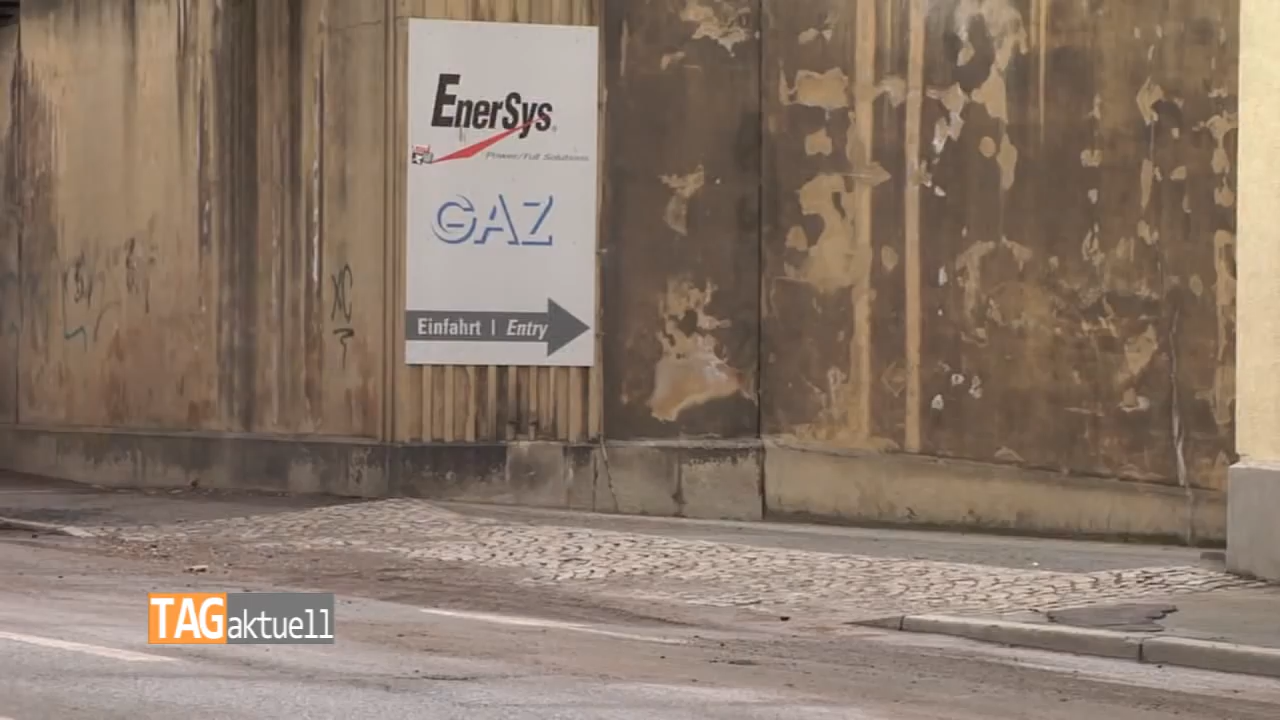 EnerSys
Power/Full Solutions
GAZ
Einfahrt | Entry
TAGaktuell